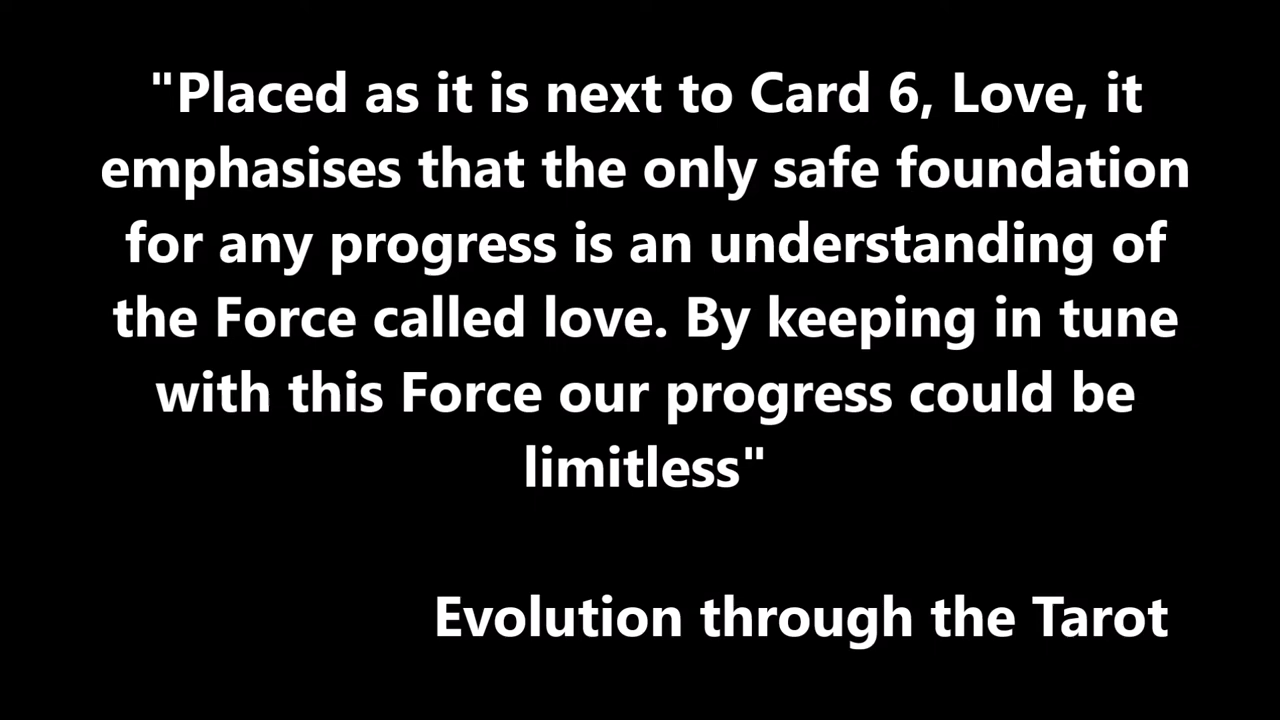 "Placed as it is next to Card 6, Love, it
emphasises that the only safe foundation
for any progress is an understanding of
the Force called love. By keeping in tune
with this Force our progress could be
limitless"
Evolution through the Tarot